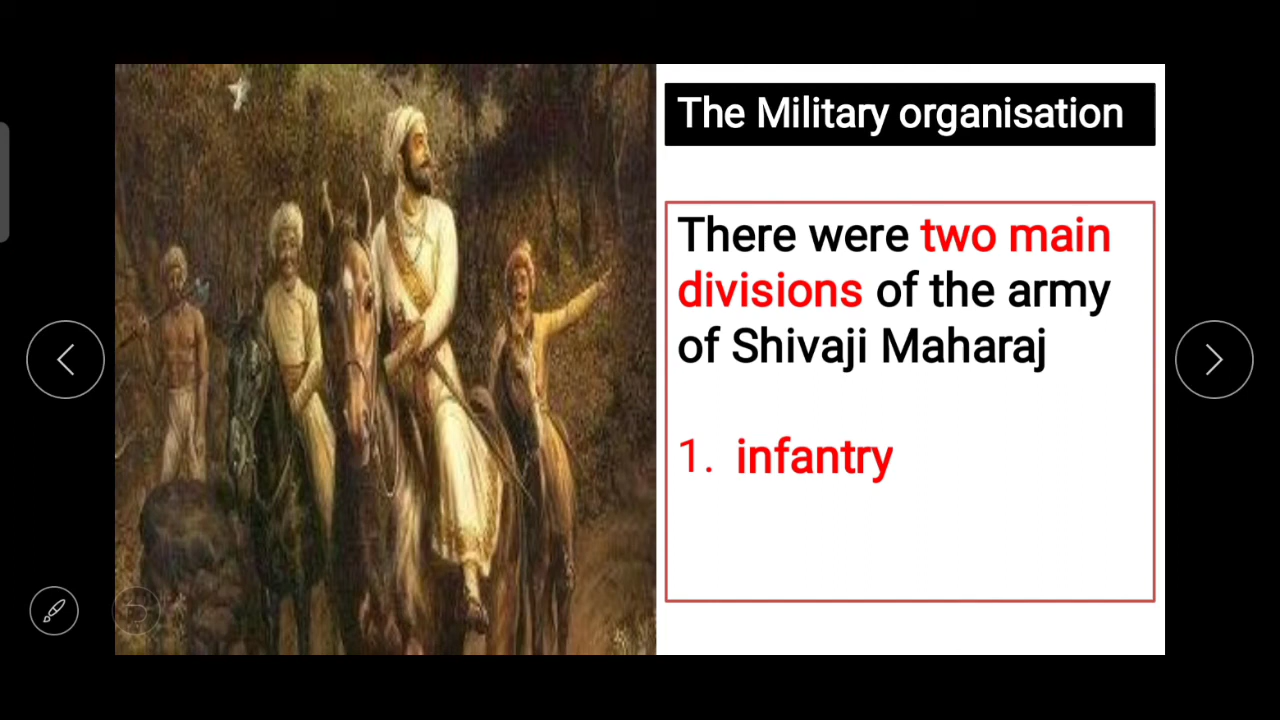 The Military organisation
There were two main
divisions of the army
of Shivaji Maharaj
1. infantry